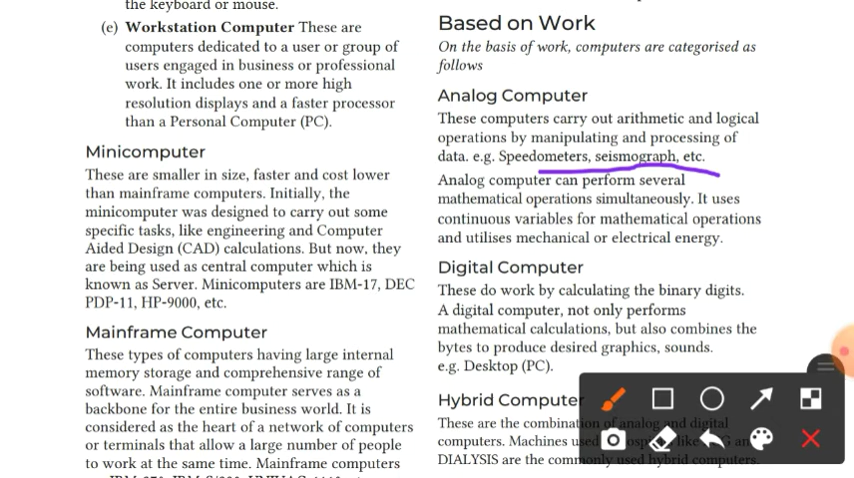 the keyboard or mouse.
(e) Workstation Computer These are
computers dedicated to a user or group of
users engaged in business or professional
work. It includes one or more high
resolution displays and a faster processor
than a Personal Computer (PC).
Minicomputer
These are smaller in size, faster and cost lower
than mainframe computers. Initially, the
minicomputer was designed to carry out some
specific tasks, like engineering and Computer
Aided Design (CAD) calculations. But now, they
are being used as central computer which is
known as Server. Minicomputers are IBM-17, DEC
PDP-11, HP-9000, etc.
Mainframe Computer
These types of computers having large internal
memory storage and comprehensive range of
software. Mainframe computer serves as a
backbone for the entire business world. It is
considered as the heart of a network of computers
or terminals that allow a large number of people
to work at the same time. Mainframe computers
Based on Work
On the basis of work, computers are categorised as
follows
Analog Computer
These computers carry out arithmetic and logical
operations by manipulating and processing of
data. e.g. Speedometers, seismograph, etc.
Analog computer can perform several
mathematical operations simultaneously. It uses
continuous variables for mathematical operations
and utilises mechanical or electrical energy.
Digital Computer
These do work by calculating the binary digits.
A digital computer, not only performs
mathematical calculations, but also combines the
bytes to produce desired graphics, sounds.
e.g. Desktop (PC).
Hybrid Computer
These are the combination of analog and digital
computers. Machines used
DIALYSIS are the commonly used hybrid computers.